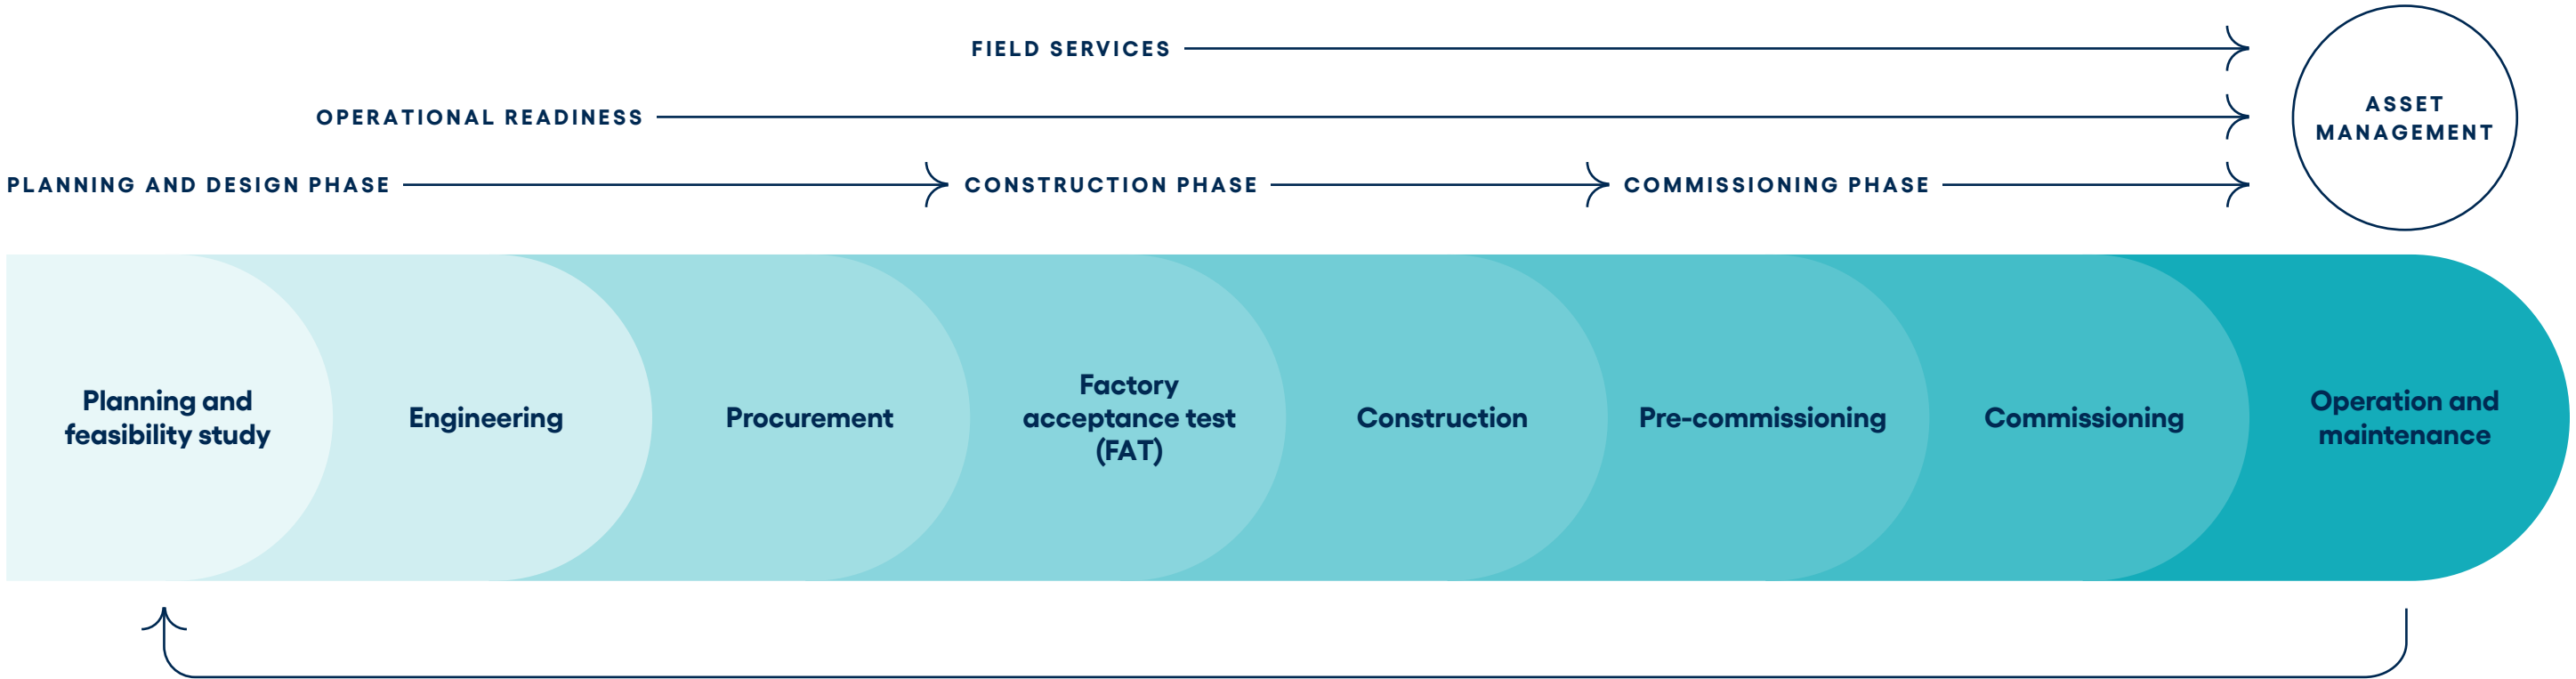 FIELD SERVICES
OPERATIONAL READINESS
ASSET
MANAGEMENT
PLANNING AND DESIGN PHASE
CONSTRUCTION PHASE
COMMISSIONING PHASE
Planning and
feasibility study
Engineering
Procurement
Factory
acceptance test
(FAT)
Construction
Pre-commissioning
Commissioning
Operation and
maintenance